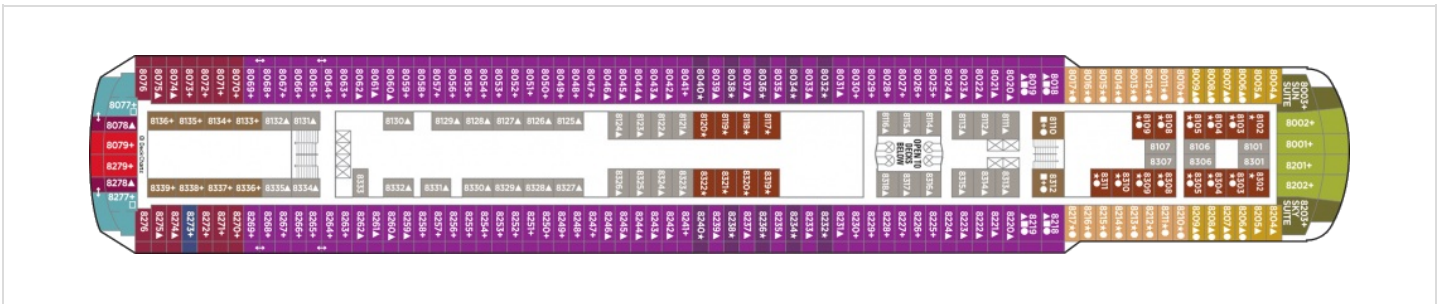 8076 8075▲ 8074▲ 8073+ 8072+ 8071+ 8070+ 8069+ 8068+ 8067+ 8066+ 8065+ 8064+ 8063+ 8062▲ 8061▲ 8060▲ 8059+ 8058+ 8057+ 8056+ 8055+ 8054+ 8053+ 8052+ 8051+ 8050+ 8049+ 8048+ 8047+ 8046▲ 8045▲ 8044▲ 8043▲ 8042▲ 8041+ 8040★ 8039▲ 8038★ 8037▲ 8036★ 8035▲ 8034★ 8033▲ 8032★ 8031▲ 8030+ 8029+ 8028+ 8027+ 8026+ 8025+ 8024▲ 8023▲ 8022▲ 8021▲ 8020▲ 8019 8018 8017 8016 8015 8014 8013 8012 8011 8010 8009 8008 8007 8006 8005▲ 8004▲
8003+ SUN SUITE
8077+
8078▲
8079+
8279+
8278▲
8277+
© DeckChartz
8136+ 8135+ 8134+ 8133+ 8132▲ 8131▲ 8130▲ 8129▲ 8128▲ 8127▲ 8126▲ 8125▲ 8124▲ 8123▲ 8122▲ 8121▲ 8120★ 8119★ 8118★ 8117★ 8116▲ 8115▲ 8114▲ 8113▲ 8112▲ 8111▲ 8110 8109 8108 8105 8104 8103 8102
8107 8106 8101
8307 8306 8301
OPEN TO DECKS BELOW
8339+ 8338+ 8337+ 8336+ 8335▲ 8334▲ 8333 8332▲ 8331▲ 8330▲ 8329▲ 8328▲ 8327▲ 8326▲ 8325▲ 8324▲ 8323▲ 8322★ 8321★ 8320★ 8319★ 8318▲ 8317▲ 8316▲ 8315▲ 8314▲ 8313▲ 8312 8311 8310 8309 8308 8305 8304 8303 8302
8002+
8001+
8201+
8202+
8203+ SKY SUITE
8276 8275▲ 8274▲ 8273+ 8272+ 8271+ 8270+ 8269+ 8268+ 8267+ 8266+ 8265+ 8264+ 8263+ 8262▲ 8261▲ 8260▲ 8259+ 8258+ 8257+ 8256+ 8255+ 8254+ 8253+ 8252+ 8251+ 8250+ 8249+ 8248+ 8247+ 8246▲ 8245▲ 8244▲ 8243▲ 8242▲ 8241+ 8240★ 8239▲ 8238★ 8237▲ 8236★ 8235▲ 8234★ 8233▲ 8232★ 8231▲ 8230+ 8229+ 8228+ 8227+ 8226+ 8225+ 8224▲ 8223▲ 8222▲ 8221▲ 8220▲ 8219 8218 8217 8216 8215 8214 8213 8212 8211 8210 8209 8208 8207 8206 8205▲ 8204▲